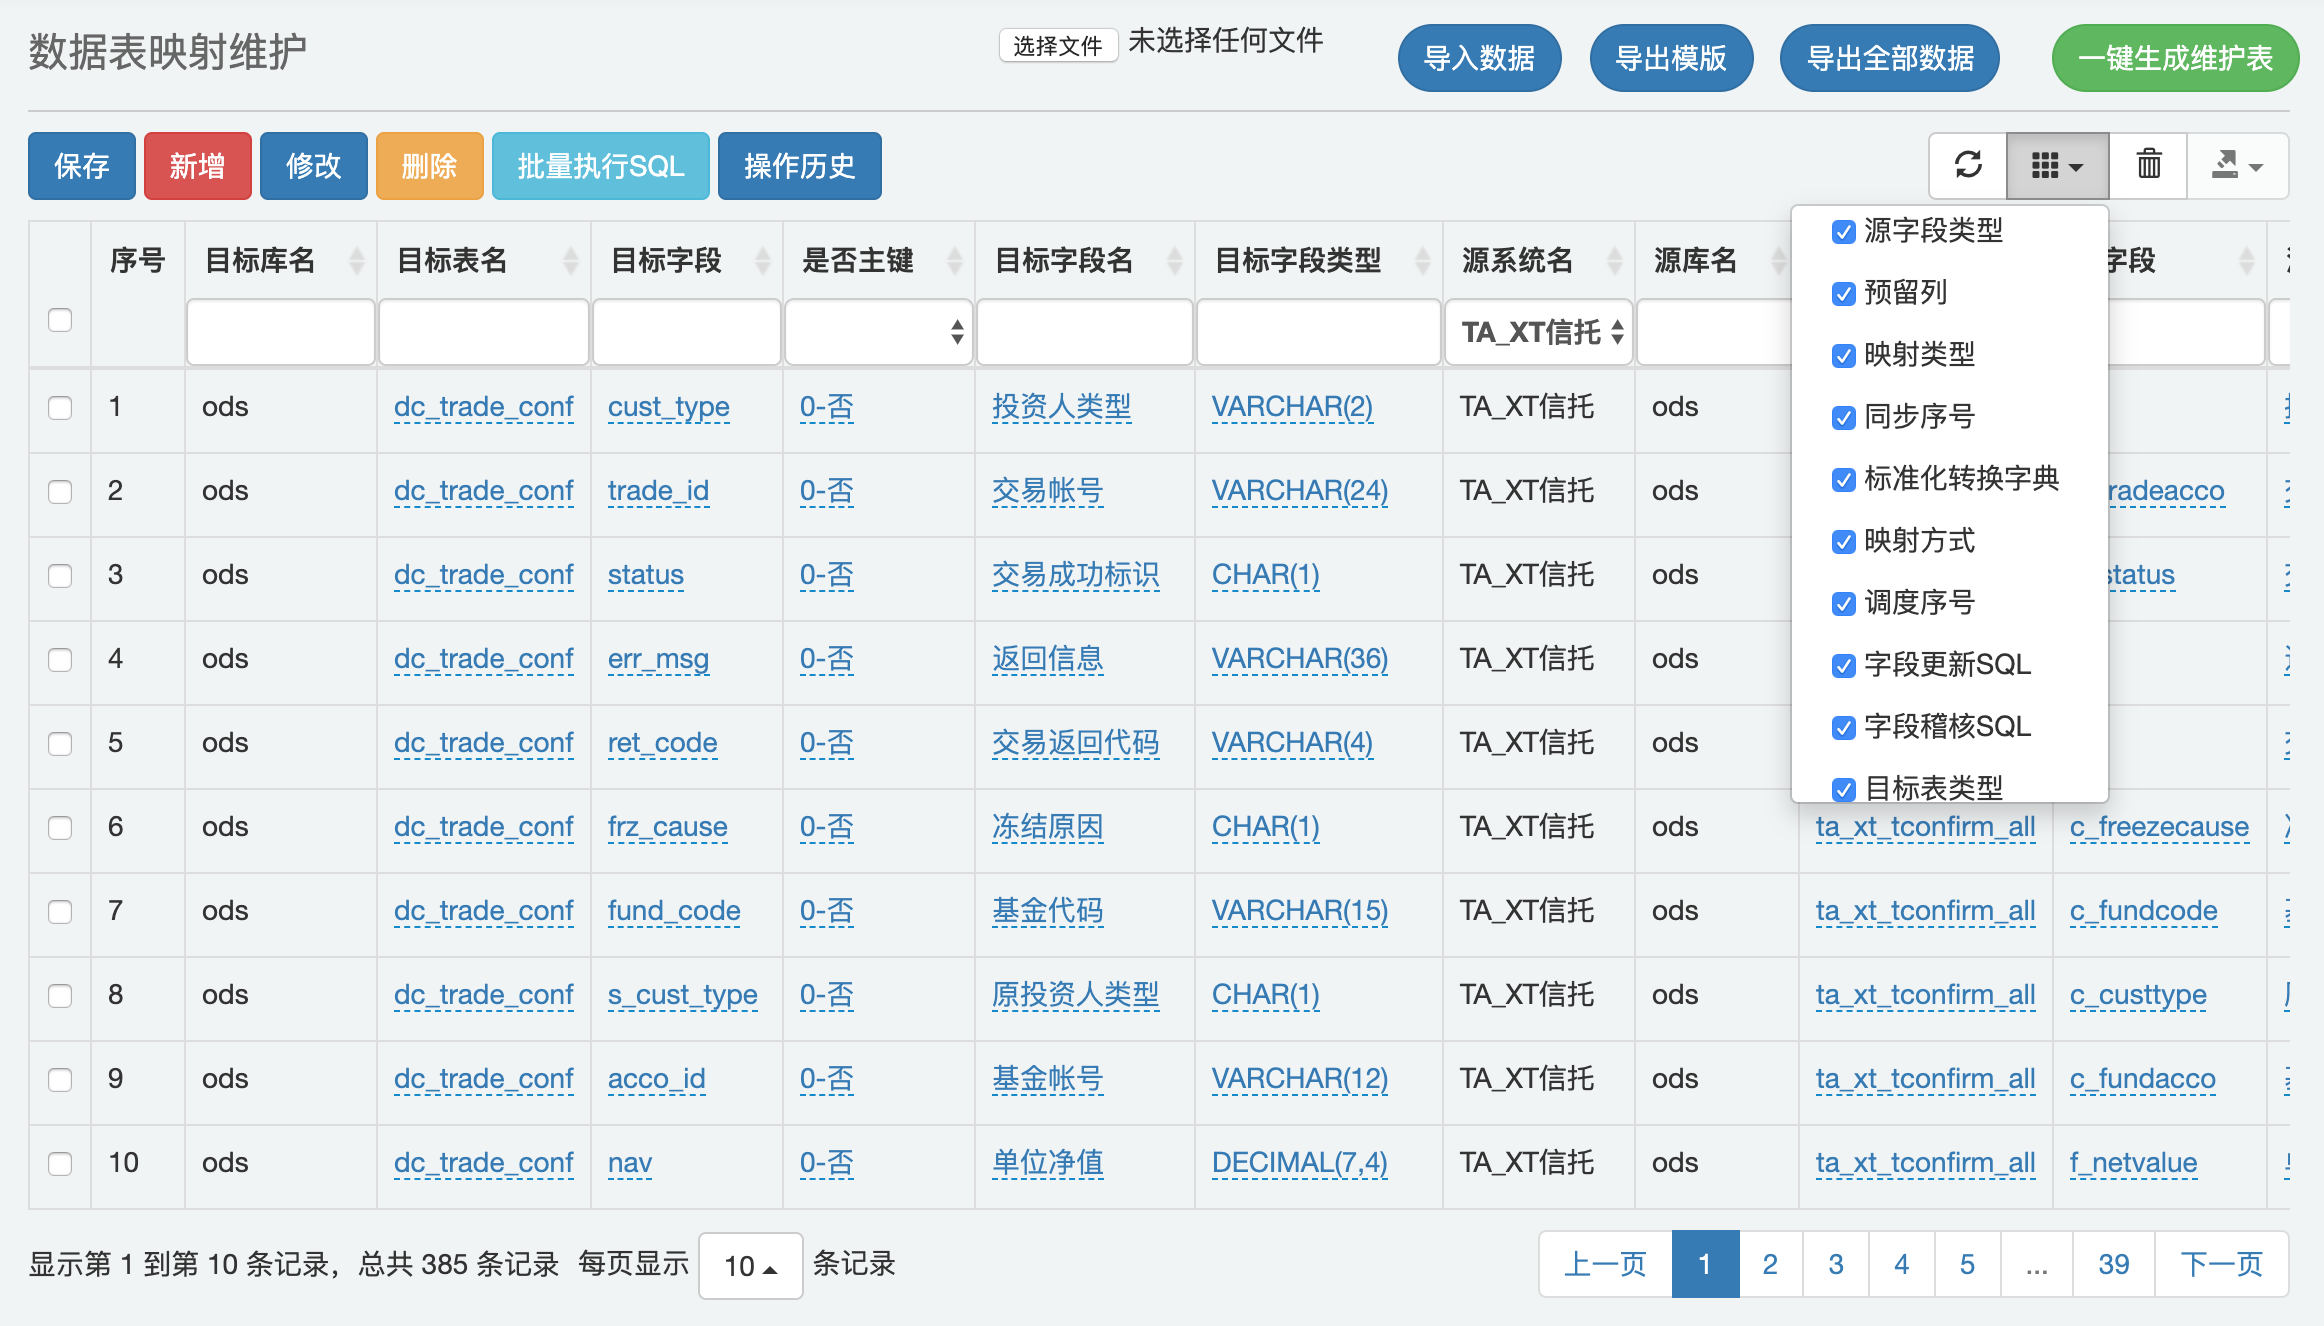 数据表映射维护
选择文件 未选择任何文件 导入数据 导出模版 导出全部数据 一键生成维护表
保存 新增 修改 删除 批量执行SQL 操作历史
序号 目标库名 目标表名 目标字段 是否主键 目标字段名 目标字段类型 源系统名 源库名 字段
TA_XT信托
源字段类型
预留列
映射类型
同步序号
标准化转换字典
映射方式
调度序号
字段更新SQL
字段稽核SQL
目标表类型
1 ods dc_trade_conf cust_type 0-否 投资人类型 VARCHAR(2) TA_XT信托 ods
2 ods dc_trade_conf trade_id 0-否 交易帐号 VARCHAR(24) TA_XT信托 ods radeacco
3 ods dc_trade_conf status 0-否 交易成功标识 CHAR(1) TA_XT信托 ods status
4 ods dc_trade_conf err_msg 0-否 返回信息 VARCHAR(36) TA_XT信托 ods
5 ods dc_trade_conf ret_code 0-否 交易返回代码 VARCHAR(4) TA_XT信托 ods
6 ods dc_trade_conf frz_cause 0-否 冻结原因 CHAR(1) TA_XT信托 ods ta_xt_tconfirm_all c_freezecause
7 ods dc_trade_conf fund_code 0-否 基金代码 VARCHAR(15) TA_XT信托 ods ta_xt_tconfirm_all c_fundcode
8 ods dc_trade_conf s_cust_type 0-否 原投资人类型 CHAR(1) TA_XT信托 ods ta_xt_tconfirm_all c_custtype
9 ods dc_trade_conf acco_id 0-否 基金帐号 VARCHAR(12) TA_XT信托 ods ta_xt_tconfirm_all c_fundacco
10 ods dc_trade_conf nav 0-否 单位净值 DECIMAL(7,4) TA_XT信托 ods ta_xt_tconfirm_all f_netvalue
显示第 1 到第 10 条记录，总共 385 条记录 每页显示 10 条记录 上一页 1 2 3 4 5 ... 39 下一页